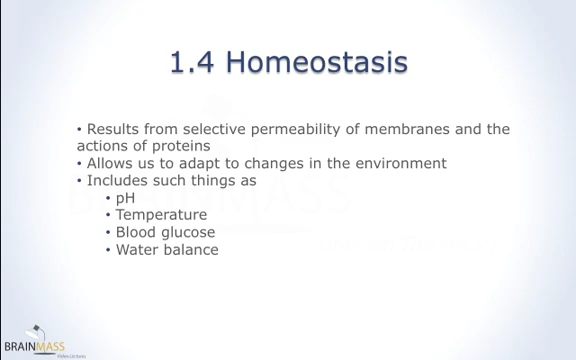 1.4 Homeostasis
• Results from selective permeability of membranes and the
actions of proteins
• Allows us to adapt to changes in the environment
• Includes such things as
• pH
• Temperature
• Blood glucose
• Water balance
BRAINMASS